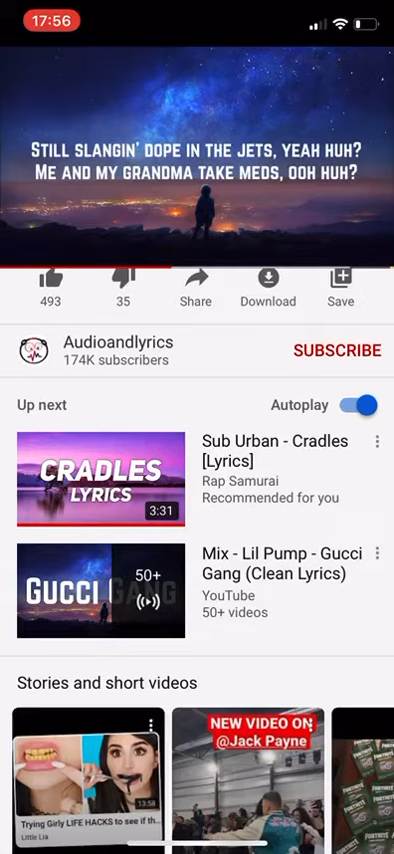 17:56
STILL SLANGIN' DOPE IN THE JETS, YEAH HUH?
ME AND MY GRANDMA TAKE MEDS, OOH HUH?
493
35
Share
Download
Save
Audioandlyrics
174K subscribers
SUBSCRIBE
Up next
Autoplay
CRADLES
LYRICS
3:31
Sub Urban - Cradles
[Lyrics]
Rap Samurai
Recommended for you
GUCCI GANG
50+
Mix - Lil Pump - Gucci
Gang (Clean Lyrics)
YouTube
50+ videos
Stories and short videos
13:58
Trying Girly LIFE HACKS to see if th...
Little Lia
NEW VIDEO ON
@Jack Payne
FORTNITE